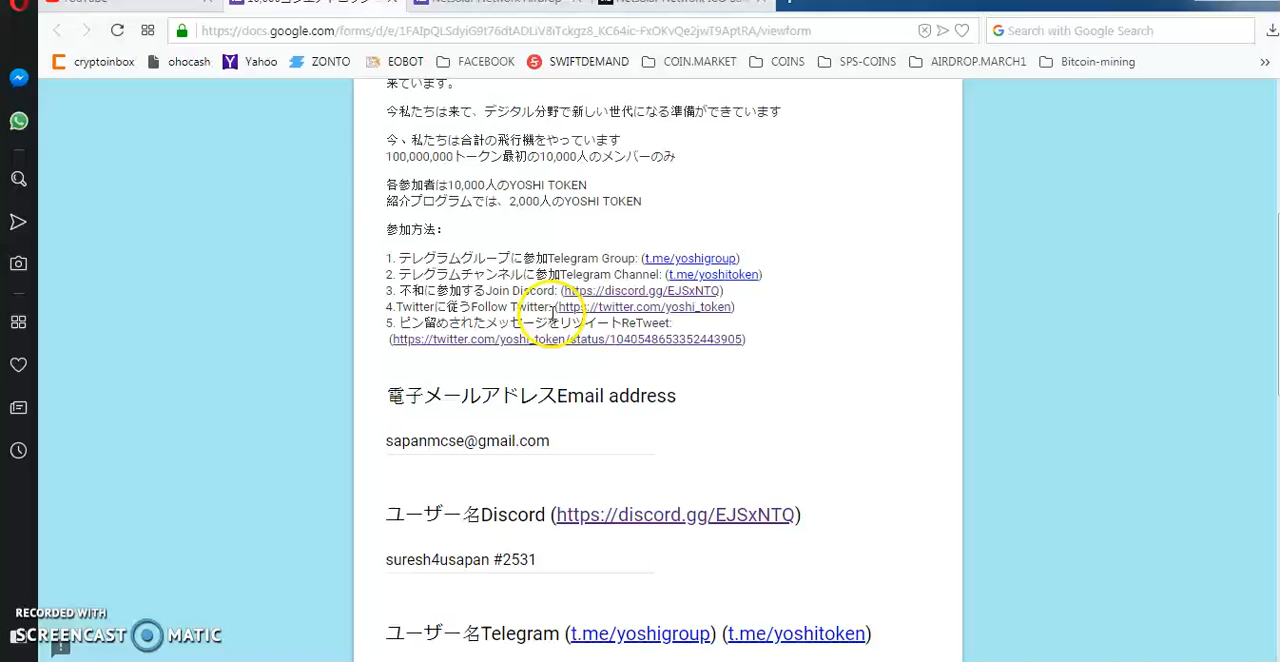 https://docs.google.com/forms/d/e/1FAIpQLSdyiG9t76dtADLiV8iTckgz8_KC64ic-FxOKvQe2jwT9AptRA/viewform
Search with Google Search
cryptoinbox ohocash Yahoo ZONTO EOBOT FACEBOOK SWIFTDEMAND COIN.MARKET COINS SPS-COINS AIRDROP.MARCH1 Bitcoin-mining
来ています。
今私たちは来て、デジタル分野で新しい世代になる準備ができています
今、私たちは合計の飛行機をやっています
100,000,000トークン最初の10,000人のメンバーのみ
各参加者は10,000人のYOSHI TOKEN
紹介プログラムでは、2,000人のYOSHI TOKEN
参加方法：
1. テレグラムグループに参加Telegram Group: (t.me/yoshigroup)
2. テレグラムチャンネルに参加Telegram Channel: (t.me/yoshitoken)
3. 不和に参加するJoin Discord: (https://discord.gg/EJSxNTQ)
4.Twitterに従うFollow Twitter: (https://twitter.com/yoshi_token)
5. ピン留めされたメッセージをリツイートReTweet:
(https://twitter.com/yoshi_token/status/1040548653352443905)
電子メールアドレスEmail address
sapanmcse@gmail.com
ユーザー名Discord (https://discord.gg/EJSxNTQ)
suresh4usapan #2531
ユーザー名Telegram (t.me/yoshigroup) (t.me/yoshitoken)
RECORDED WITH
SCREENCAST MATIC